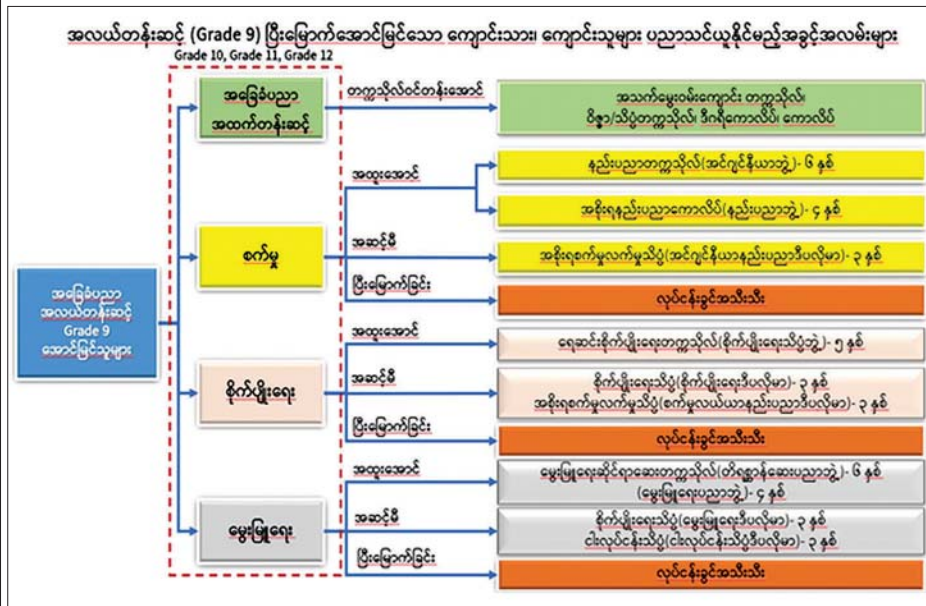 အလယ်တန်းဆင့် (Grade 9) ပြီးမြောက်အောင်မြင်သော ကျောင်းသား၊ ကျောင်းသူများ ပညာသင်ယူနိုင်မည့်အခွင့်အလမ်းများ
Grade 10, Grade 11, Grade 12
အခြေခံပညာ
အထက်တန်းဆင့်
တက္ကသိုလ်ဝင်တန်းအောင်
အသက်မွေးဝမ်းကျောင်း တက္ကသိုလ်၊
ဝိဇ္ဇာ/သိပ္ပံတက္ကသိုလ်၊ ဒီဂရီကောလိပ်၊ ကောလိပ်
အခြေခံပညာ
အလယ်တန်းဆင့်
Grade 9
အောင်မြင်သူများ
စက်မှု
အထူးအောင်
နည်းပညာတက္ကသိုလ်(အင်ဂျင်နီယာဘွဲ့)- ၆ နှစ်
အစိုးရနည်းပညာကောလိပ်(နည်းပညာဘွဲ့)- ၄ နှစ်
အဆင့်မီ
အစိုးရစက်မှုလက်မှုသိပ္ပံ(အင်ဂျင်နီယာနည်းပညာဒီပလိုမာ)- ၃ နှစ်
ပြီးမြောက်ခြင်း
လုပ်ငန်းခွင်အသီးသီး
စိုက်ပျိုးရေး
အထူးအောင်
ရေဆင်းစိုက်ပျိုးရေးတက္ကသိုလ်(စိုက်ပျိုးရေးသိပ္ပံဘွဲ့)- ၅ နှစ်
အဆင့်မီ
စိုက်ပျိုးရေးသိပ္ပံ(စိုက်ပျိုးရေးဒီပလိုမာ)- ၃ နှစ်
အစိုးရစက်မှုလက်မှုသိပ္ပံ(စက်မှုလယ်ယာနည်းပညာဒီပလိုမာ)- ၃ နှစ်
ပြီးမြောက်ခြင်း
လုပ်ငန်းခွင်အသီးသီး
မွေးမြူရေး
အထူးအောင်
မွေးမြူရေးဆိုင်ရာဆေးတက္ကသိုလ်(တိရစ္ဆာန်ဆေးပညာဘွဲ့)- ၆ နှစ်
(မွေးမြူရေးပညာဘွဲ့)- ၄ နှစ်
အဆင့်မီ
စိုက်ပျိုးရေးသိပ္ပံ(မွေးမြူရေးဒီပလိုမာ)- ၃ နှစ်
ငါးလုပ်ငန်းသိပ္ပံ(ငါးလုပ်ငန်းသိပ္ပံဒီပလိုမာ)- ၃ နှစ်
ပြီးမြောက်ခြင်း
လုပ်ငန်းခွင်အသီးသီး